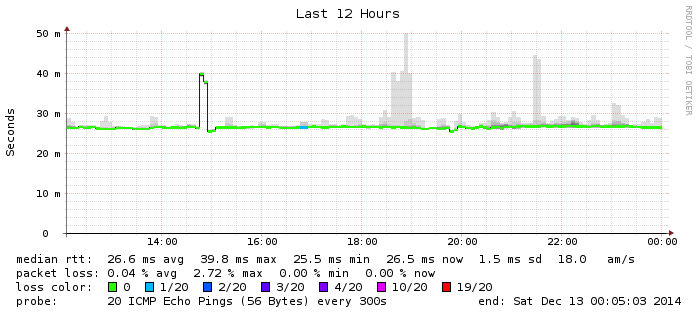 Last 12 Hours
RRDTOOL / TOBI OETIKER
Seconds
50 m
40 m
30 m
20 m
10 m
0
14:00 16:00 18:00 20:00 22:00 00:00
median rtt: 26.6 ms avg 39.8 ms max 25.5 ms min 26.5 ms now 1.5 ms sd 18.0 am/s
packet loss: 0.04 % avg 2.72 % max 0.00 % min 0.00 % now
loss color: 0 1/20 2/20 3/20 4/20 10/20 19/20
probe: 20 ICMP Echo Pings (56 Bytes) every 300s end: Sat Dec 13 00:05:03 2014